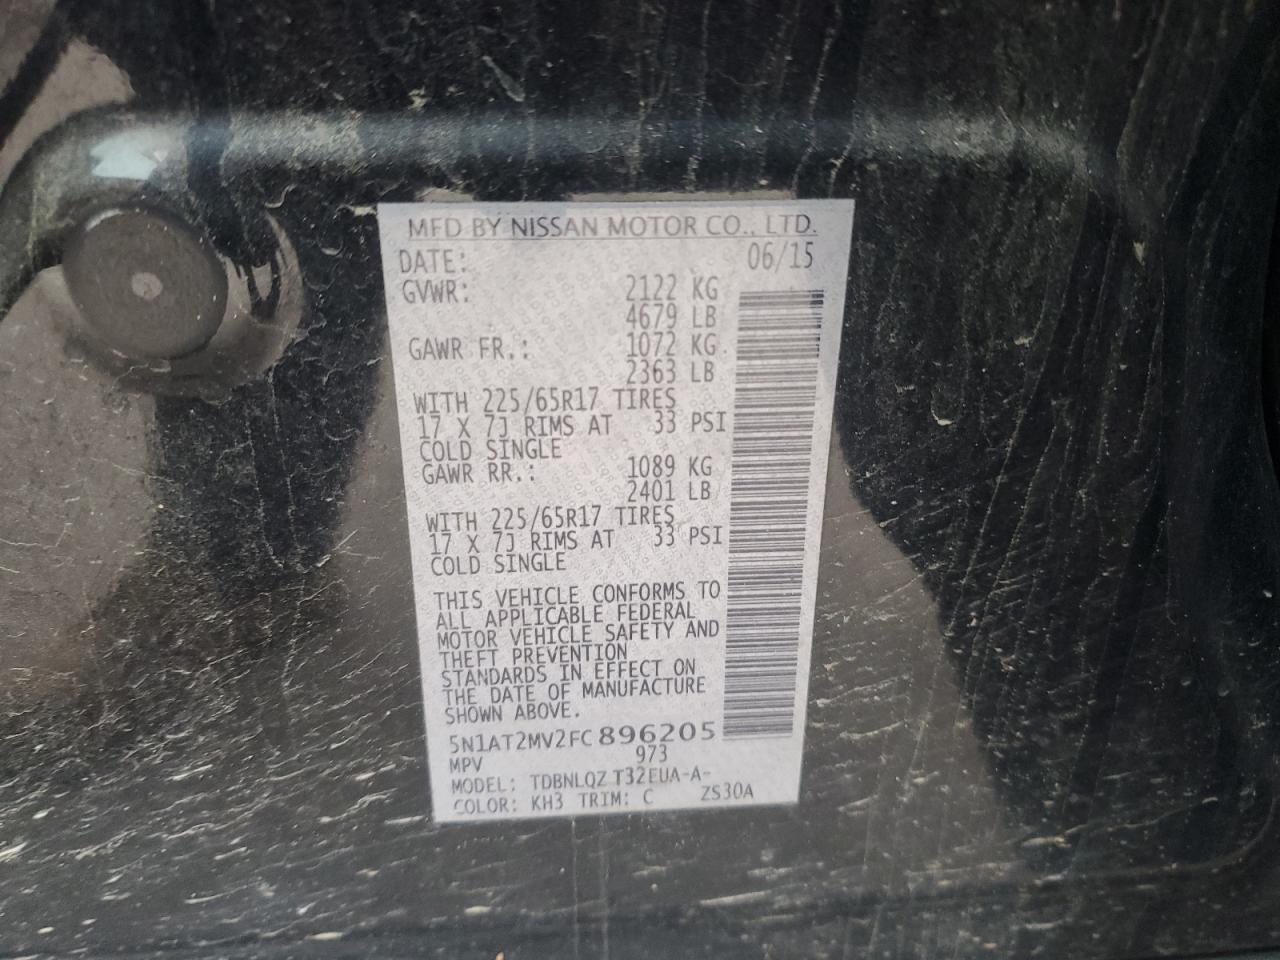 MFD BY NISSAN MOTOR CO., LTD.
DATE: 06/15
GVWR: 2122 KG
4679 LB
GAWR FR.: 1072 KG
2363 LB
WITH 225/65R17 TIRES
17 X 7J RIMS AT 33 PSI
COLD SINGLE
GAWR RR.: 1089 KG
2401 LB
WITH 225/65R17 TIRES
17 X 7J RIMS AT 33 PSI
COLD SINGLE
THIS VEHICLE CONFORMS TO
ALL APPLICABLE FEDERAL
MOTOR VEHICLE SAFETY AND
THEFT PREVENTION
STANDARDS IN EFFECT ON
THE DATE OF MANUFACTURE
SHOWN ABOVE.
5N1AT2MV2FC896205
MPV 973
MODEL: TDBNLQZ T32EUA-A-
COLOR: KH3 TRIM: C ZS30A